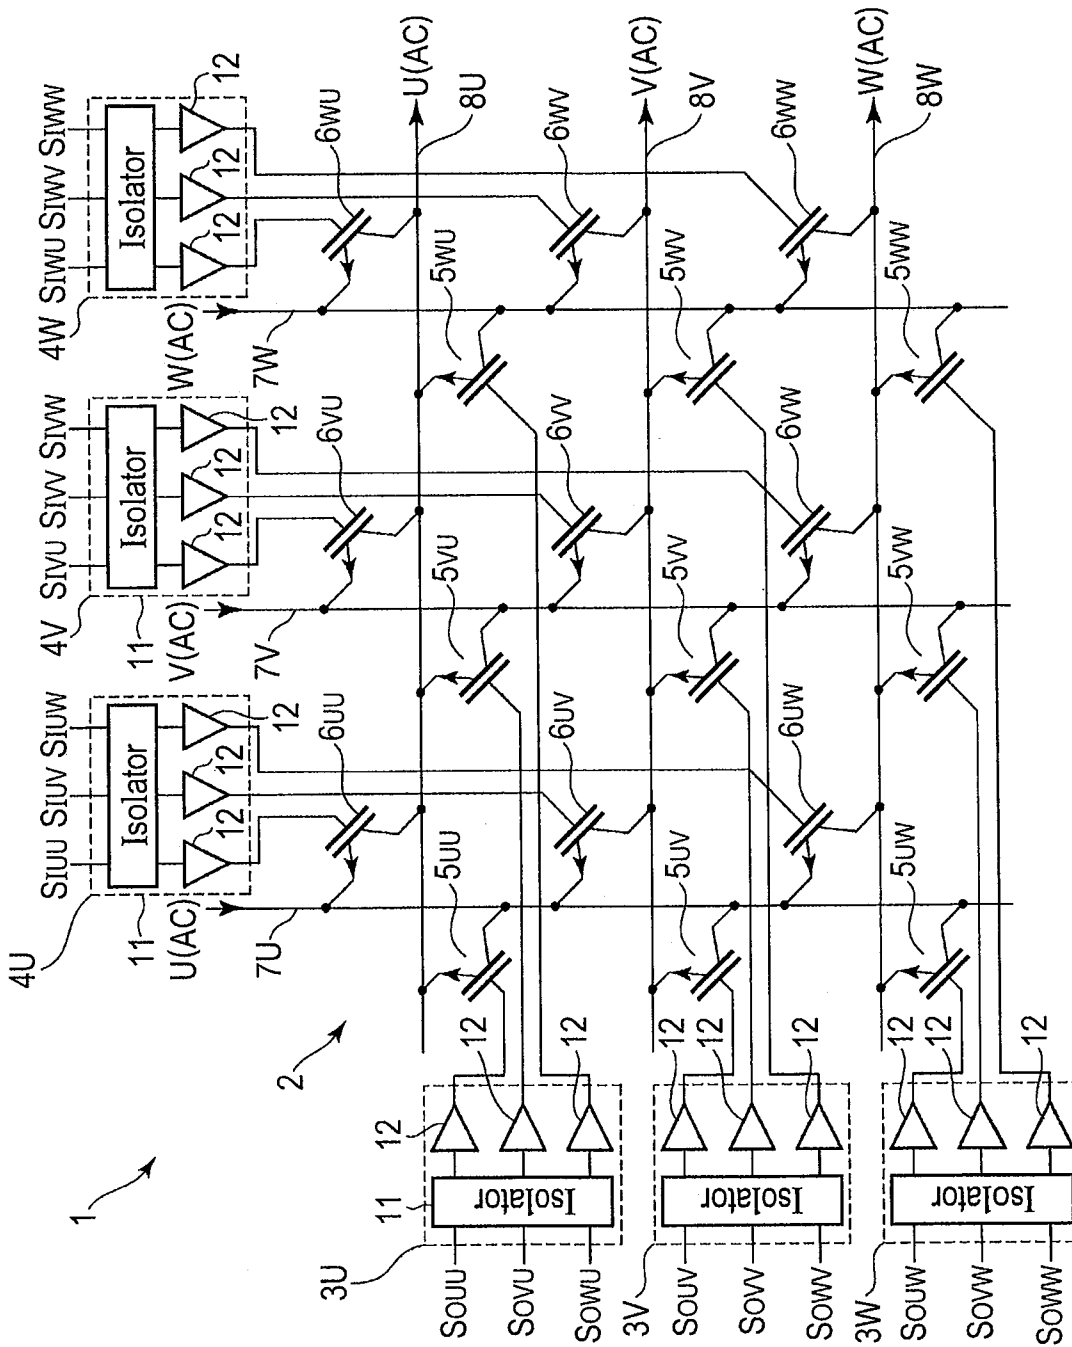 SIWU SIWV SIWW
4W
Isolator
12
12
12
W(AC)
7W
6WU
U(AC)
8U
5WU
6WV
V(AC)
8V
5WV
6WW
W(AC)
8W
5WW
SIVU SIVV SIVW
4V
Isolator
12
12
12
11
V(AC)
7V
6VU
5VU
6VV
5VV
6VW
5VW
SIUU SIUV SIUW
4U
Isolator
12
12
12
11
U(AC)
7U
6UU
5UU
6UV
5UV
6UW
5UW
2
1
12
12
12
11
Isolator
3U
SOUU
SOVU
SOWU
12
12
12
Isolator
3V
SOUV
SOVV
SOWV
12
12
12
Isolator
3W
SOUW
SOVW
SOWW